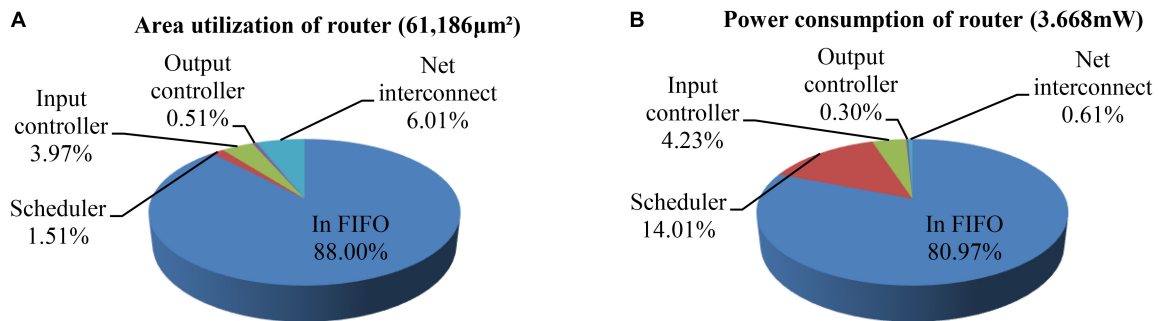 A
Area utilization of router (61,186μm²)
Output
controller
0.51%
Net
interconnect
6.01%
Input
controller
3.97%
Scheduler
1.51%
In FIFO
88.00%
B
Power consumption of router (3.668mW)
Output
controller
0.30%
Net
interconnect
0.61%
Input
controller
4.23%
Scheduler
14.01%
In FIFO
80.97%